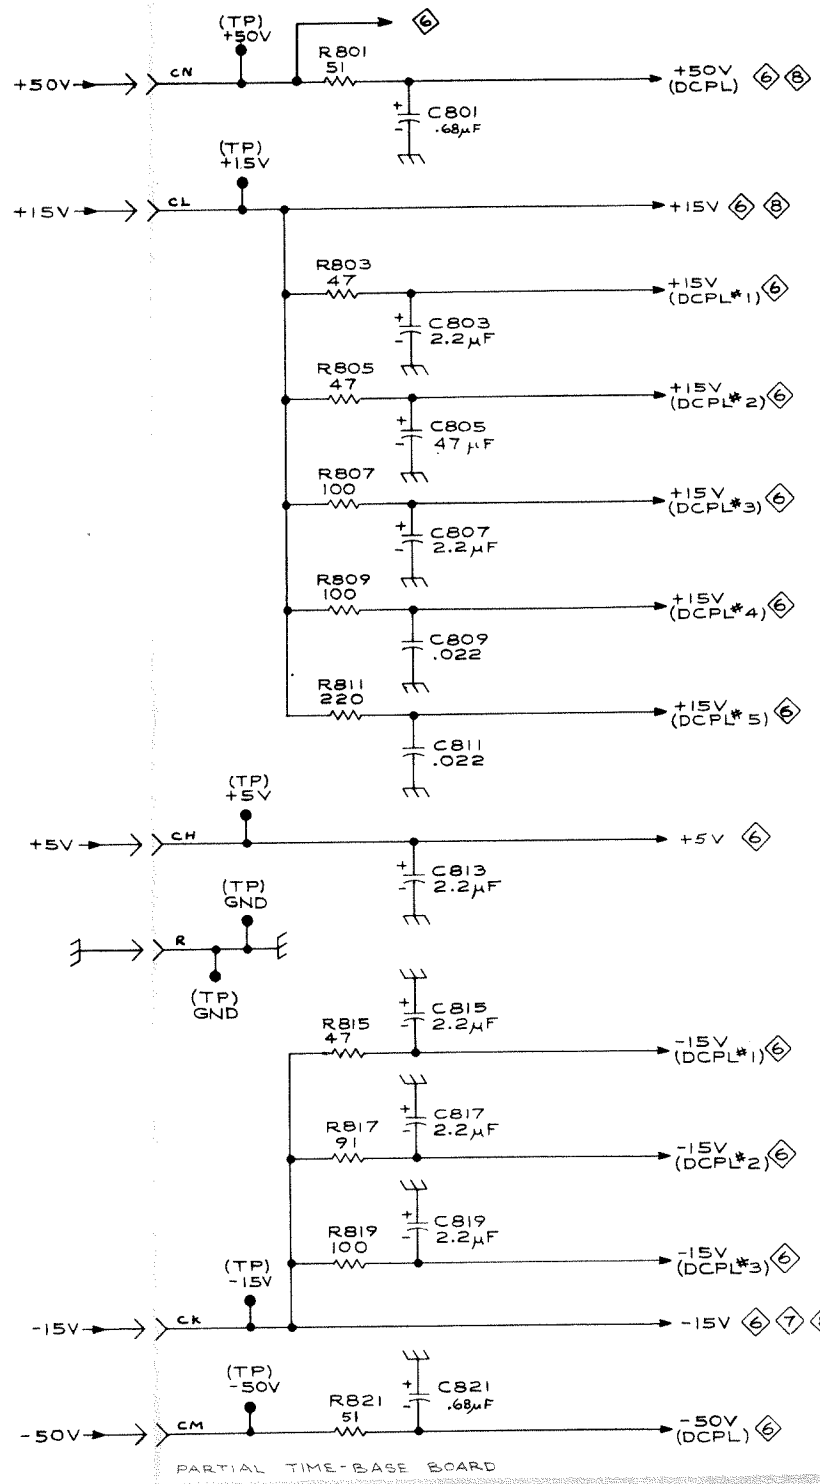 (TP)
+50V
6
R801
51
+50V
CN
+50V
(DCPL)
6 8
+
-
C801
.68µF
(TP)
+15V
+15V
CL
+15V 6 8
R803
47
+15V
(DCPL#1) 6
+
-
C803
2.2µF
R805
47
+15V
(DCPL#2) 6
+
-
C805
47µF
R807
100
+15V
(DCPL#3) 6
+
-
C807
2.2µF
R809
100
+15V
(DCPL#4) 6
C809
.022
R811
220
+15V
(DCPL#5) 6
C811
.022
(TP)
+5V
+5V
CH
+5V 6
+
-
C813
2.2µF
(TP)
GND
R
(TP)
GND
+
-
C815
2.2µF
R815
47
-15V
(DCPL#1) 6
+
-
C817
2.2µF
R817
91
-15V
(DCPL#2) 6
+
-
C819
2.2µF
R819
100
-15V
(DCPL#3) 6
(TP)
-15V
-15V
CK
-15V 6 7
(TP)
-50V
+
-
C821
.68µF
R821
51
-50V
CM
-50V
(DCPL) 6
PARTIAL TIME-BASE BOARD